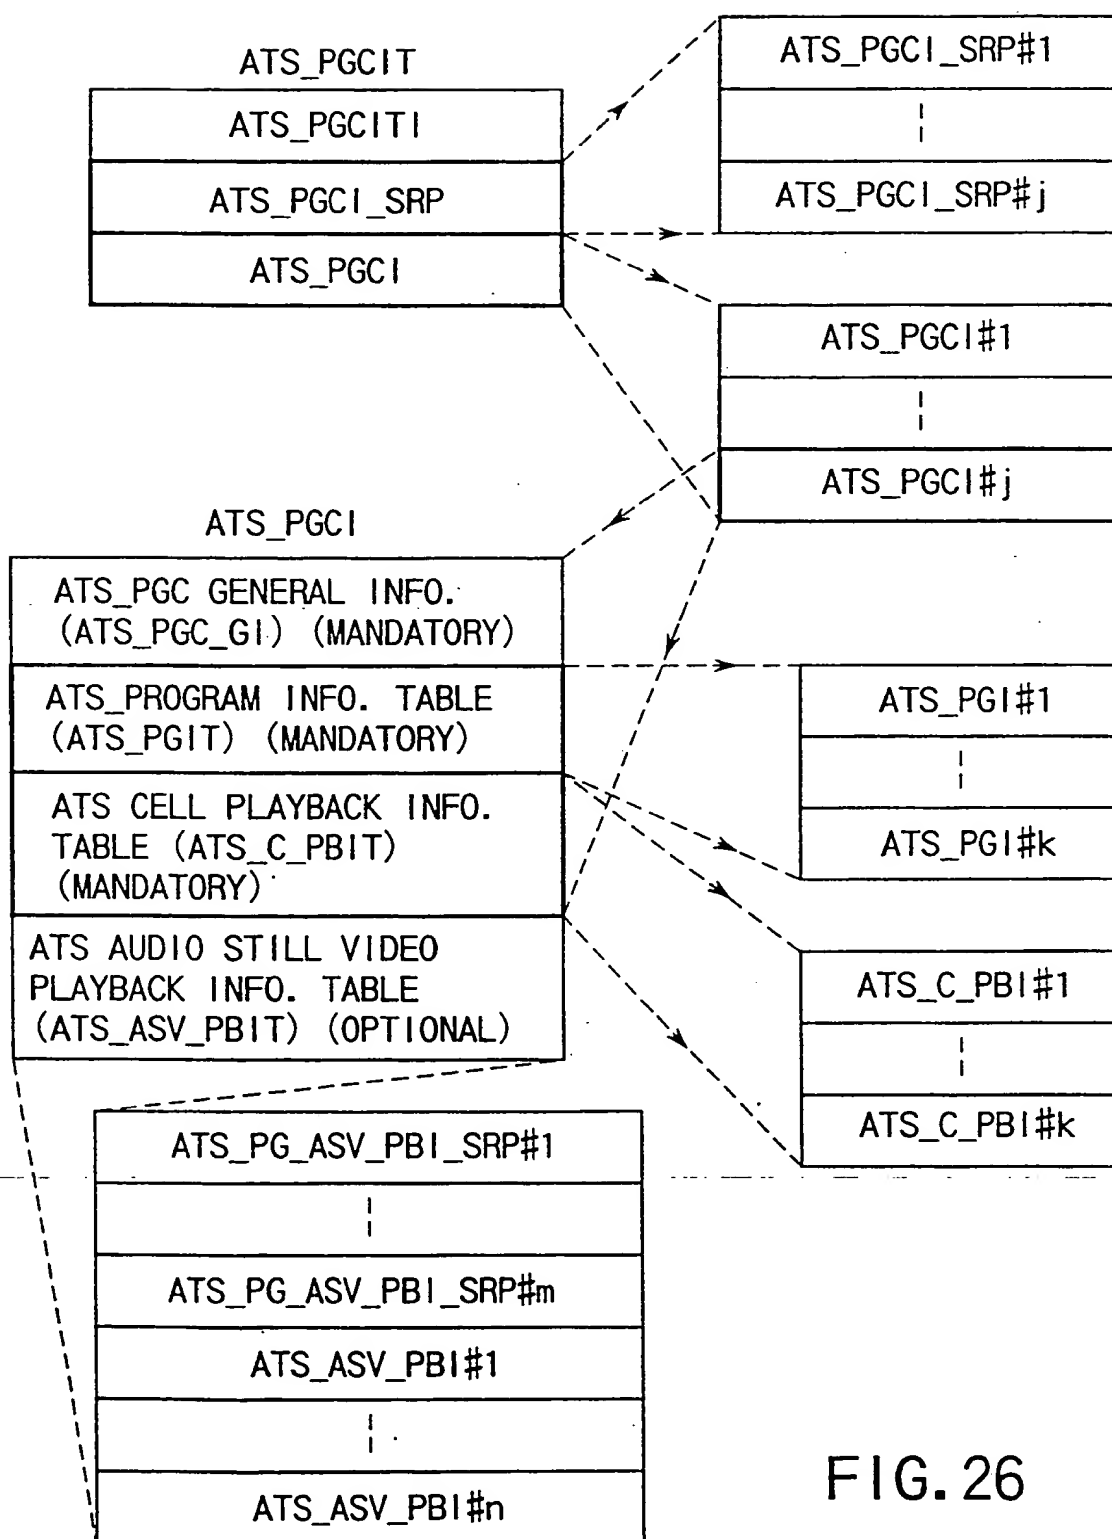 ATS_PGCIT
ATS_PGCITI
ATS_PGCI_SRP
ATS_PGCI
ATS_PGCI_SRP#1
ATS_PGCI_SRP#j
ATS_PGCI#1
ATS_PGCI#j
ATS_PGCI
ATS_PGC GENERAL INFO.
(ATS_PGC_GI) (MANDATORY)
ATS_PROGRAM INFO. TABLE
(ATS_PGIT) (MANDATORY)
ATS CELL PLAYBACK INFO.
TABLE (ATS_C_PBIT)
(MANDATORY)
ATS AUDIO STILL VIDEO
PLAYBACK INFO. TABLE
(ATS_ASV_PBIT) (OPTIONAL)
ATS_PGI#1
ATS_PGI#k
ATS_C_PBI#1
ATS_C_PBI#k
ATS_PG_ASV_PBI_SRP#1
ATS_PG_ASV_PBI_SRP#m
ATS_ASV_PBI#1
ATS_ASV_PBI#n
FIG. 26